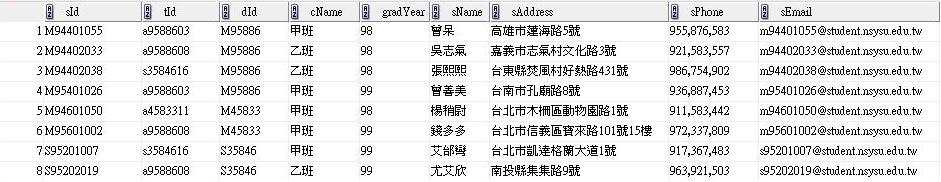 sId tId dId cName gradYear sName sAddress sPhone sEmail
1 M94401055 a9588603 M95886 甲班 98 曾呆 高雄市蓮海路5號 955,876,583 m94401055@student.nsysu.edu.tw
2 M94402033 a9588608 M95886 乙班 98 吳志氣 嘉義市志氣村文化路3號 921,583,557 m94402033@student.nsysu.edu.tw
3 M94402038 s3584616 M95886 乙班 98 張熙熙 台東縣焚風村好熱路431號 986,754,902 m94402038@student.nsysu.edu.tw
4 M95401026 a9588608 M95886 甲班 99 曾善美 台南市孔廟路8號 936,887,453 m95401026@student.nsysu.edu.tw
5 M94601050 a4583311 M45833 甲班 98 楊稍尉 台北市木柵區動物園路1號 911,583,442 m94601050@student.nsysu.edu.tw
6 M95601002 a9588608 M45833 甲班 99 錢多多 台北市信義區寶來路101號15樓 972,337,809 m95601002@student.nsysu.edu.tw
7 S95201007 s3584616 S35846 甲班 99 艾邰彎 台北市凱達格蘭大道1號 917,367,483 s95201007@student.nsysu.edu.tw
8 S95202019 a9588608 S35846 乙班 99 尤艾欣 南投縣集集路9號 963,921,503 s95202019@student.nsysu.edu.tw